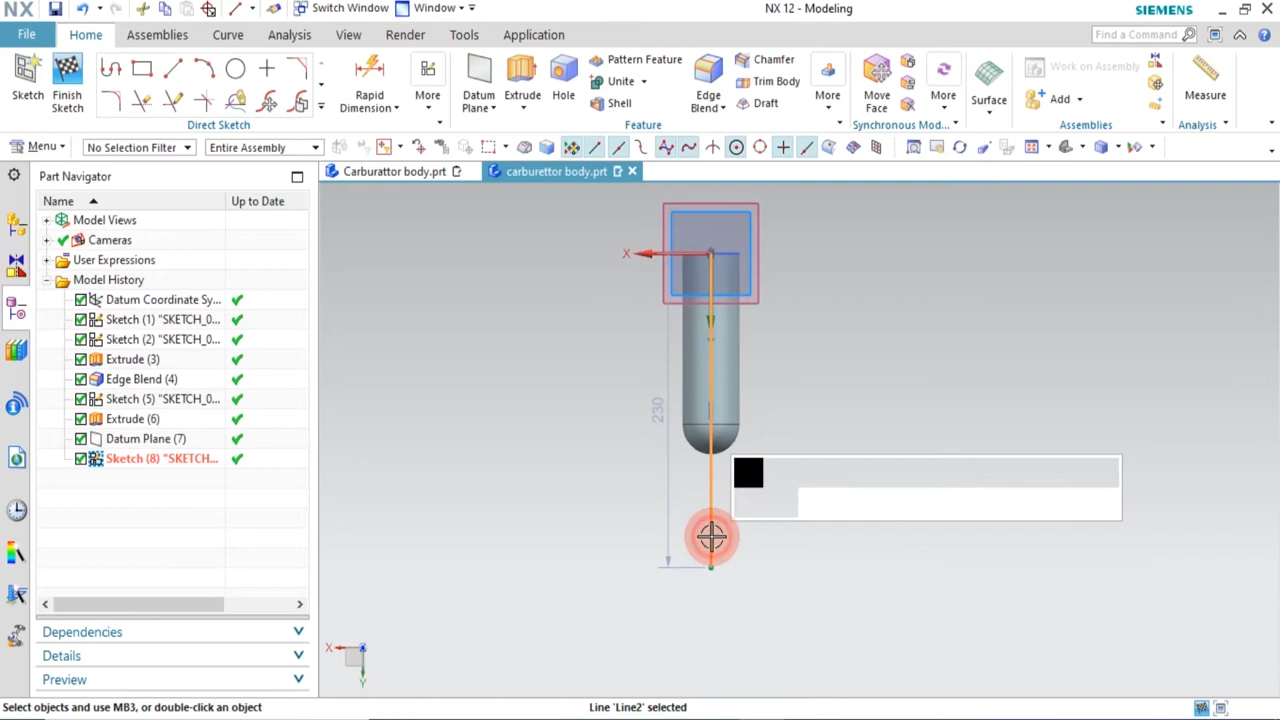 NX
Switch Window
Window
NX 12 - Modeling
SIEMENS
File
Home
Assemblies
Curve
Analysis
View
Render
Tools
Application
Find a Command
Sketch
Finish
Sketch
Direct Sketch
Rapid
Dimension
More
Datum
Plane
Extrude
Hole
Pattern Feature
Unite
Shell
Edge
Blend
Chamfer
Trim Body
Draft
More
Feature
Move
Face
More
Synchronous Mod...
Surface
Work on Assembly
Add
Assemblies
Measure
Analysis
Menu
No Selection Filter
Entire Assembly
Part Navigator
Carburattor body.prt
carburettor body.prt
Name
Up to Date
Model Views
Cameras
User Expressions
Model History
Datum Coordinate Sy...
Sketch (1) "SKETCH_0...
Sketch (2) "SKETCH_0...
Extrude (3)
Edge Blend (4)
Sketch (5) "SKETCH_0...
Extrude (6)
Datum Plane (7)
Sketch (8) "SKETCH...
Dependencies
Details
Preview
X
230
X
Y
Select objects and use MB3, or double-click an object
Line 'Line2' selected